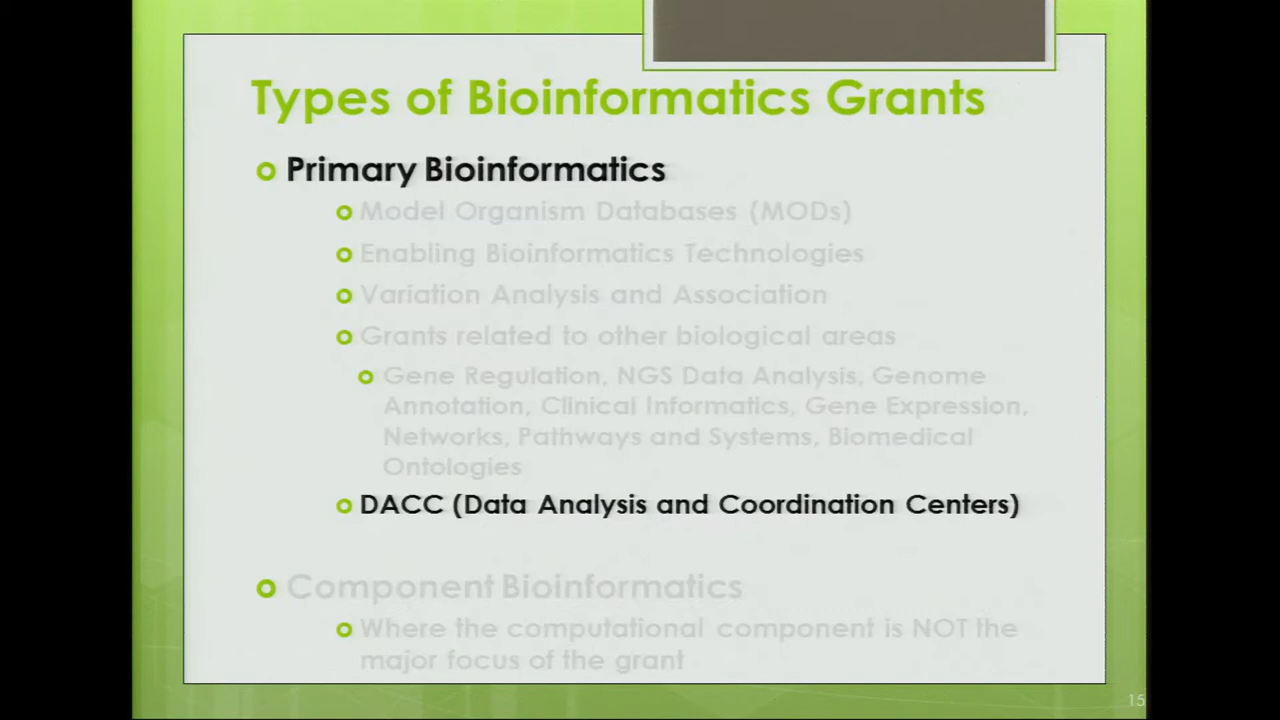 Types of Bioinformatics Grants
Primary Bioinformatics
Model Organism Databases (MODs)
Enabling Bioinformatics Technologies
Variation Analysis and Association
Grants related to other biological areas
Gene Regulation, NGS Data Analysis, Genome
Annotation, Clinical Informatics, Gene Expression,
Networks, Pathways and Systems, Biomedical
Ontologies
DACC (Data Analysis and Coordination Centers)
Component Bioinformatics
Where the computational component is NOT the
major focus of the grant
15